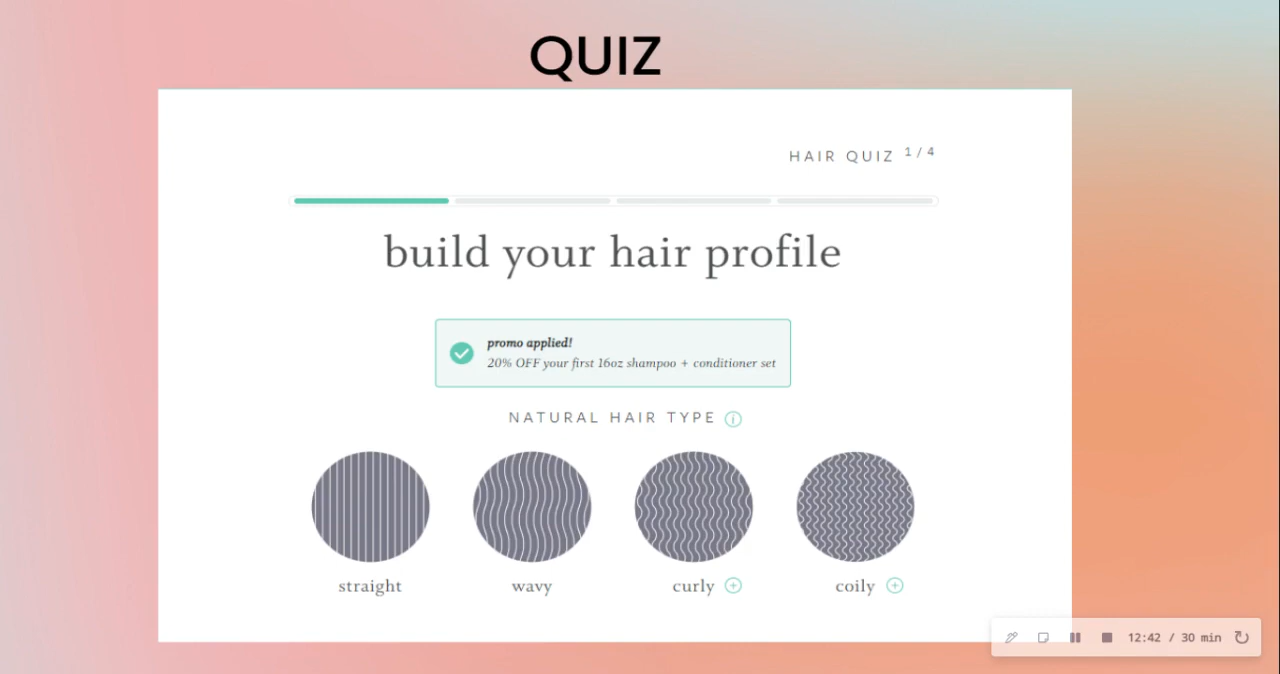 QUIZ
HAIR QUIZ 1 / 4
build your hair profile
promo applied!
20% OFF your first 16oz shampoo + conditioner set
NATURAL HAIR TYPE
straight
wavy
curly
coily
12:42 / 30 min